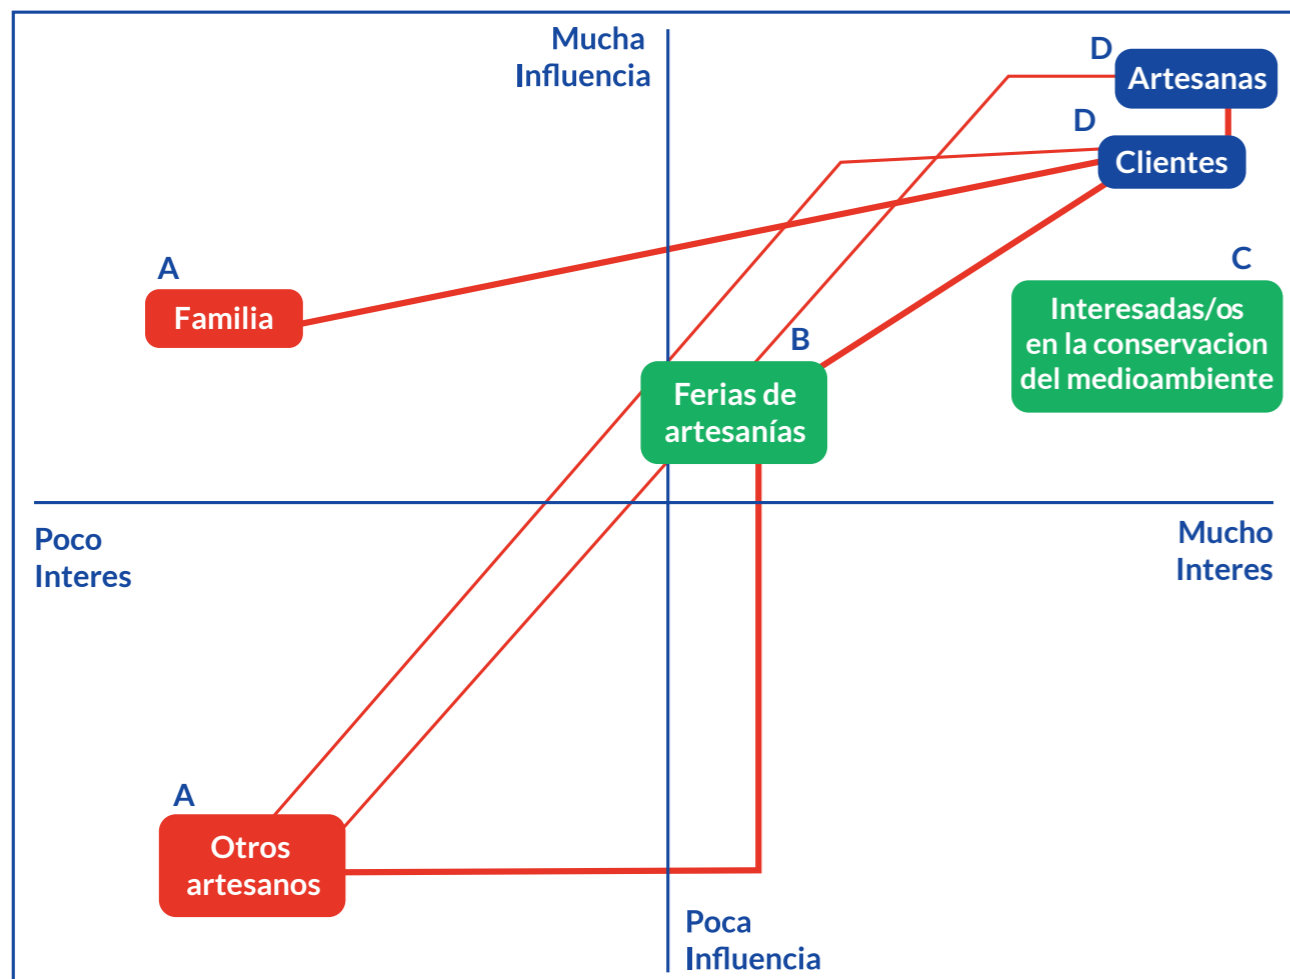 Mucha
Influencia
D
Artesanas
D
Clientes
A
Familia
C
Interesadas/os
en la conservacion
del medioambiente
B
Ferias de
artesanías
Poco
Interes
Mucho
Interes
A
Otros
artesanos
Poca
Influencia